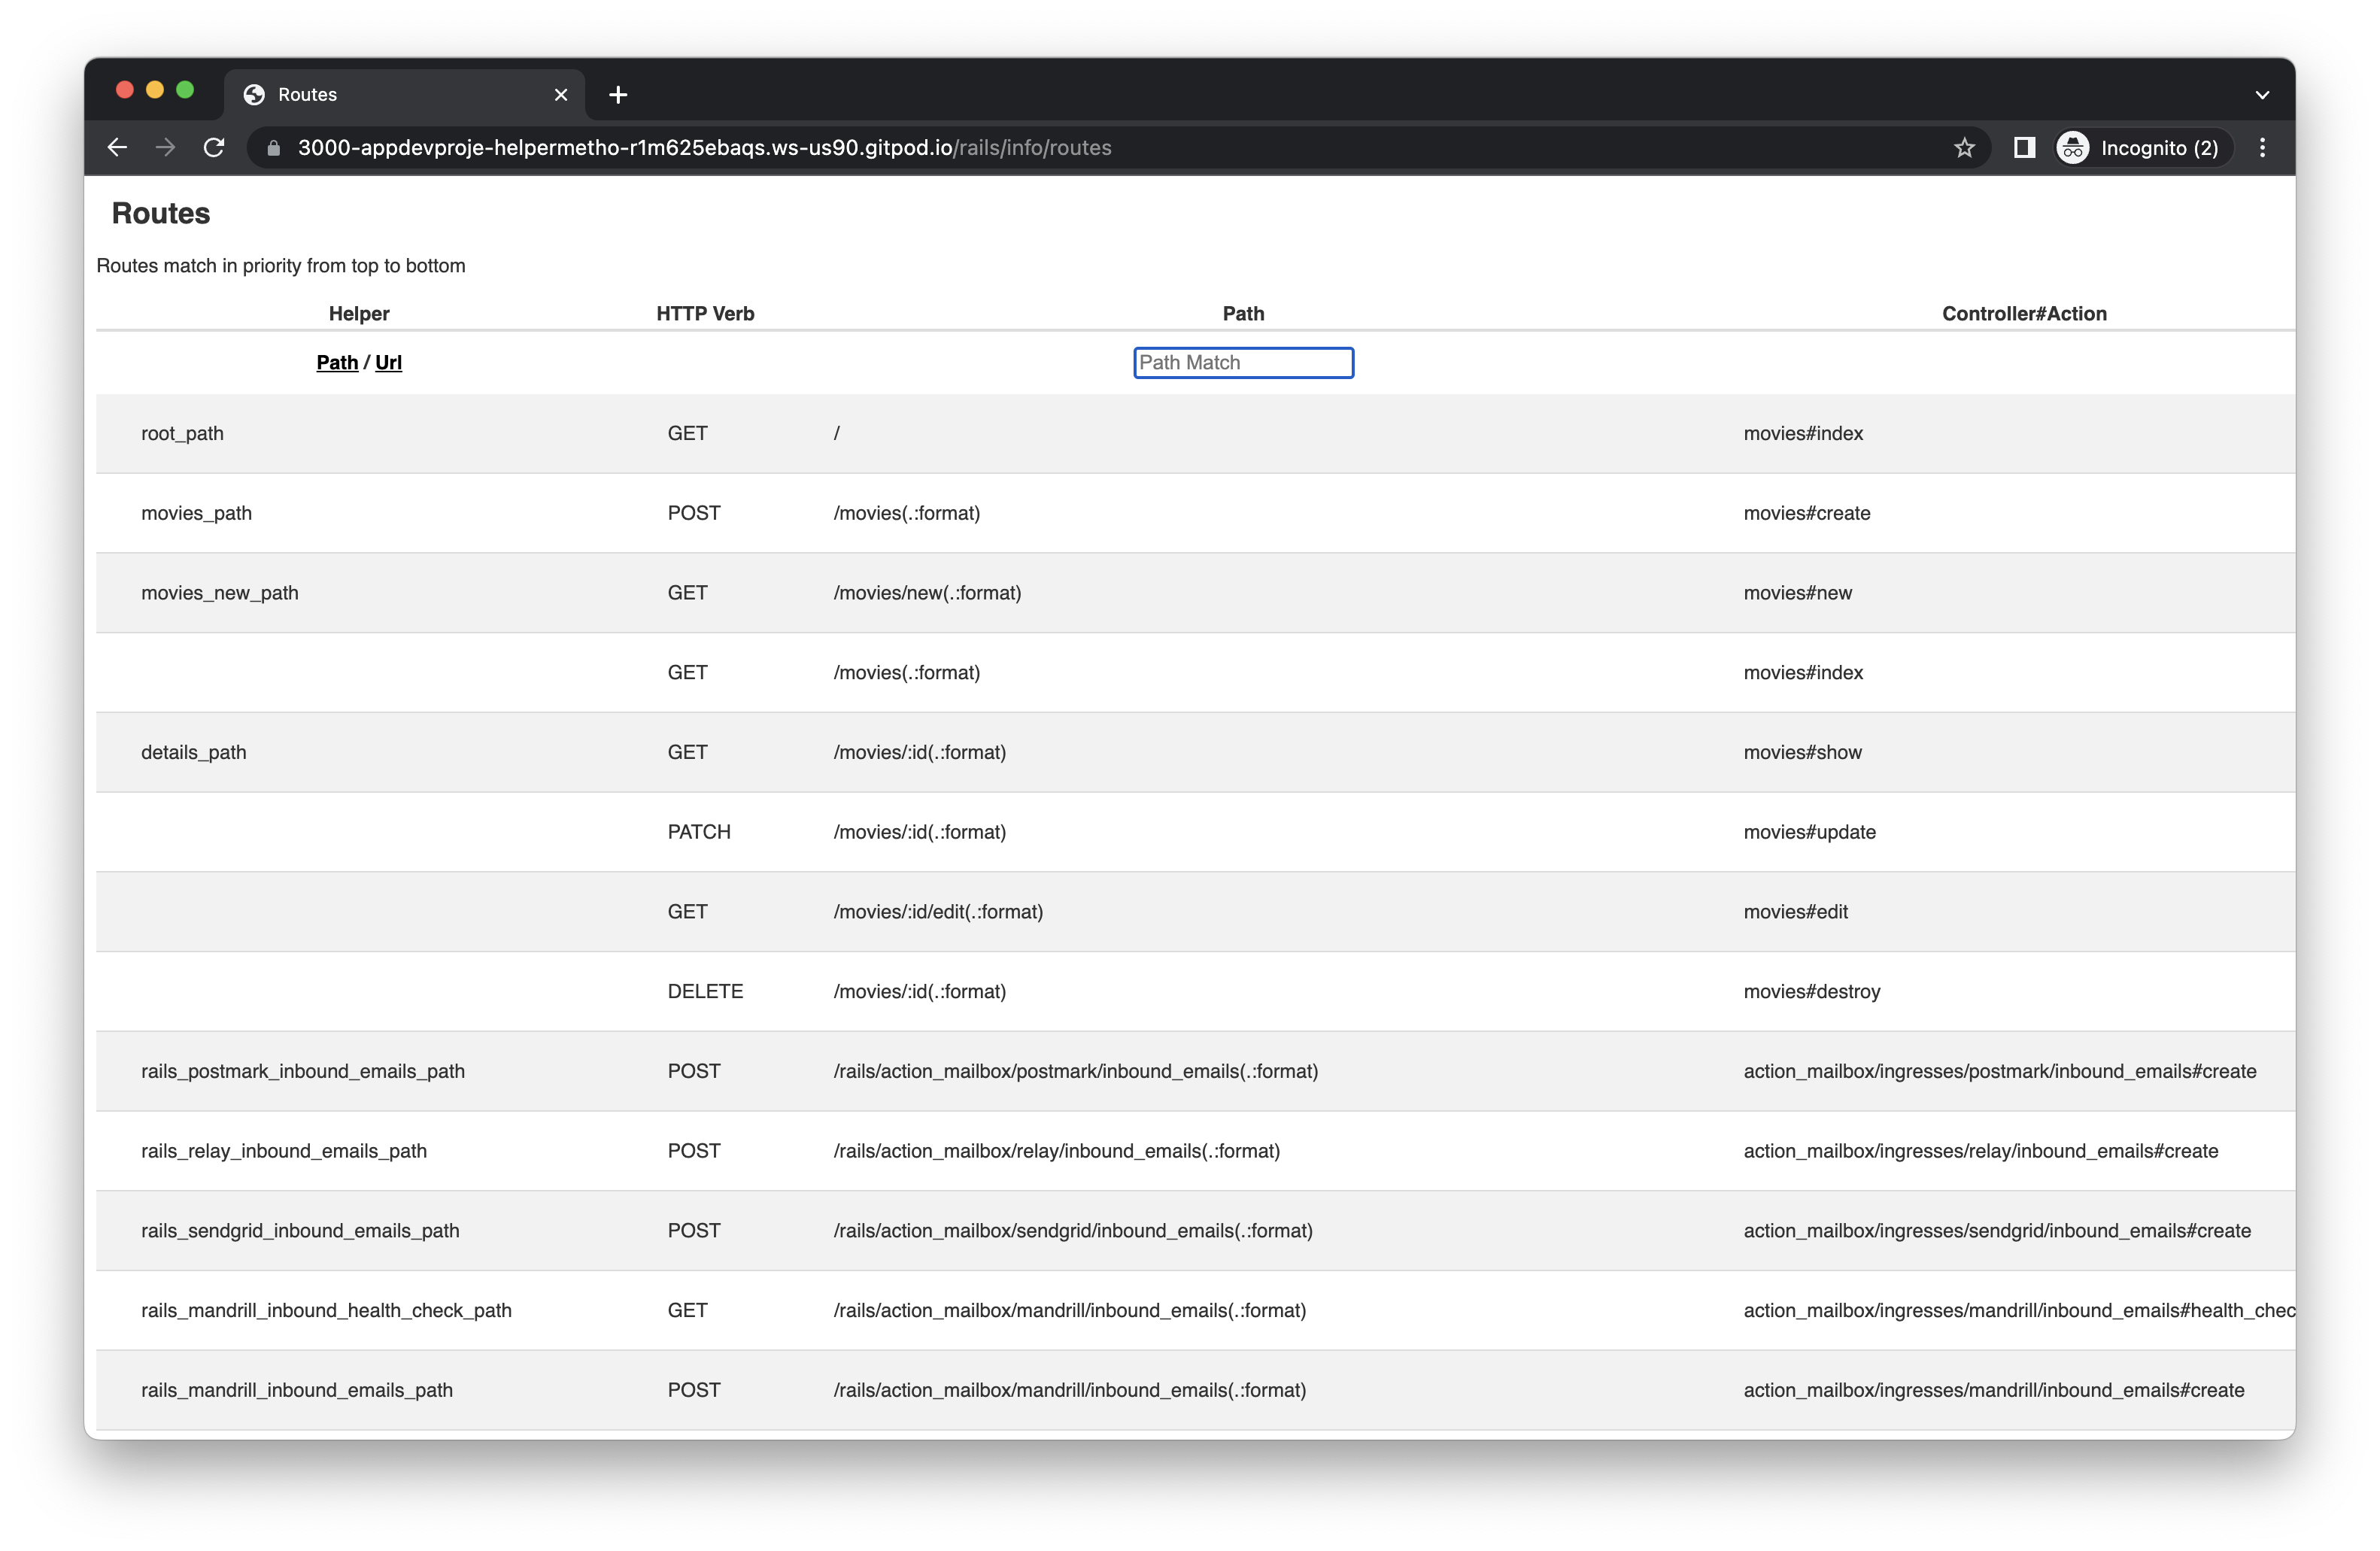 Routes
3000-appdevproje-helpermetho-r1m625ebaqs.ws-us90.gitpod.io/rails/info/routes
Incognito (2)
Routes
Routes match in priority from top to bottom
Helper HTTP Verb Path Controller#Action
Path / Url Path Match
root_path GET / movies#index
movies_path POST /movies(.:format) movies#create
movies_new_path GET /movies/new(.:format) movies#new
GET /movies(.:format) movies#index
details_path GET /movies/:id(.:format) movies#show
PATCH /movies/:id(.:format) movies#update
GET /movies/:id/edit(.:format) movies#edit
DELETE /movies/:id(.:format) movies#destroy
rails_postmark_inbound_emails_path POST /rails/action_mailbox/postmark/inbound_emails(.:format) action_mailbox/ingresses/postmark/inbound_emails#create
rails_relay_inbound_emails_path POST /rails/action_mailbox/relay/inbound_emails(.:format) action_mailbox/ingresses/relay/inbound_emails#create
rails_sendgrid_inbound_emails_path POST /rails/action_mailbox/sendgrid/inbound_emails(.:format) action_mailbox/ingresses/sendgrid/inbound_emails#create
rails_mandrill_inbound_health_check_path GET /rails/action_mailbox/mandrill/inbound_emails(.:format) action_mailbox/ingresses/mandrill/inbound_emails#health_chec
rails_mandrill_inbound_emails_path POST /rails/action_mailbox/mandrill/inbound_emails(.:format) action_mailbox/ingresses/mandrill/inbound_emails#create